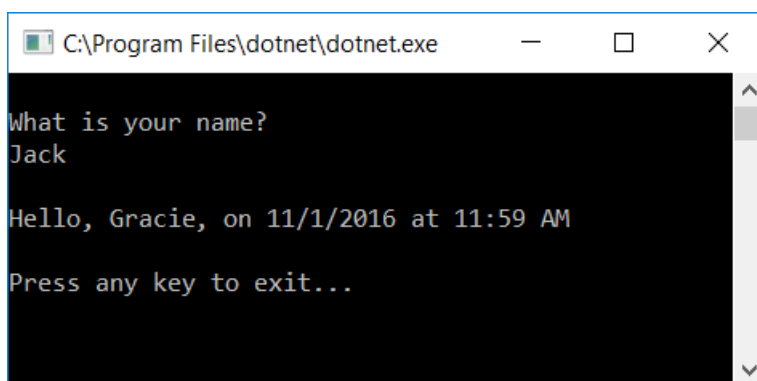 C:\Program Files\dotnet\dotnet.exe
What is your name?
Jack
Hello, Gracie, on 11/1/2016 at 11:59 AM
Press any key to exit...